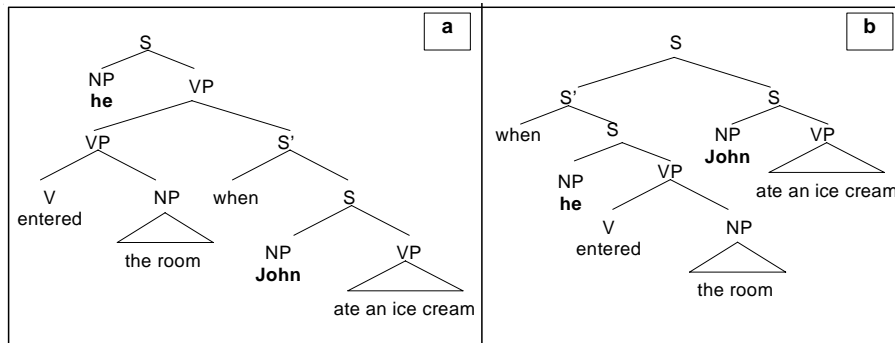 a
S
NP VP
he
VP S'
V NP when S
entered
the room NP VP
John
ate an ice cream
b
S
S' S
when S NP VP
John
NP VP ate an ice cream
he
V NP
entered
the room